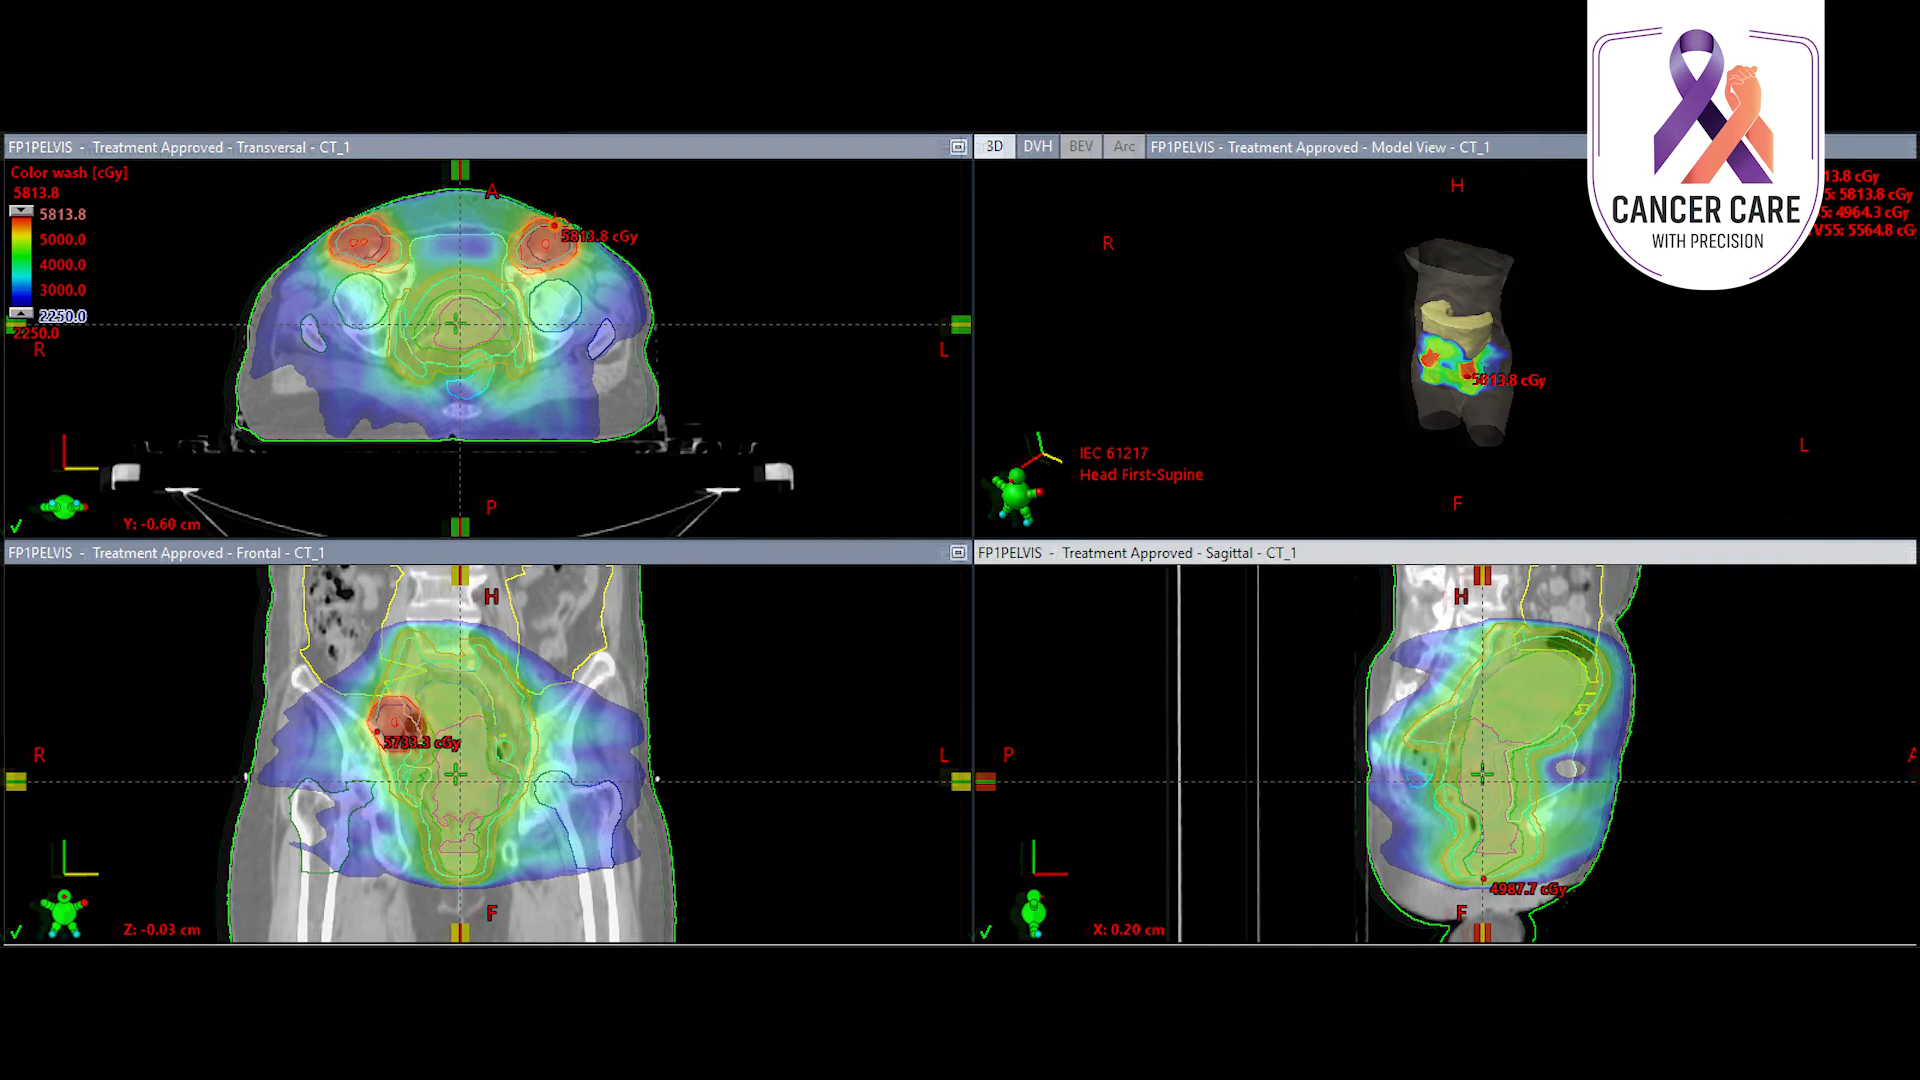 FP1PELVIS - Treatment Approved - Transversal - CT_1
Color wash [cGy]
5813.8
5813.8
5000.0
4000.0
3000.0
2250.0
2250.0
A
5813.8 cGy
R
L
P
Y: -0.60 cm
3D DVH BEV Arc FP1PELVIS - Treatment Approved - Model View - CT_1
H
R
13.8 cGy
5: 5813.8 cGy
5: 4964.3 cGy
V55: 5564.8 cG
5813.8 cGy
L
IEC 61217
Head First-Supine
F
CANCER CARE
WITH PRECISION
FP1PELVIS - Treatment Approved - Frontal - CT_1
H
R
5733.3 cGy
L
F
Z: -0.03 cm
FP1PELVIS - Treatment Approved - Sagittal - CT_1
H
P
A
4987.7 cGy
F
X: 0.20 cm